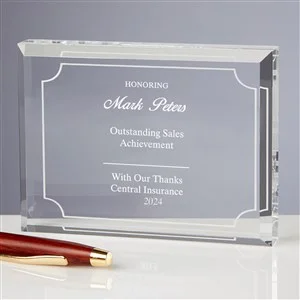 HONORING
Mark Peters
Outstanding Sales
Achievement
With Our Thanks
Central Insurance
2024